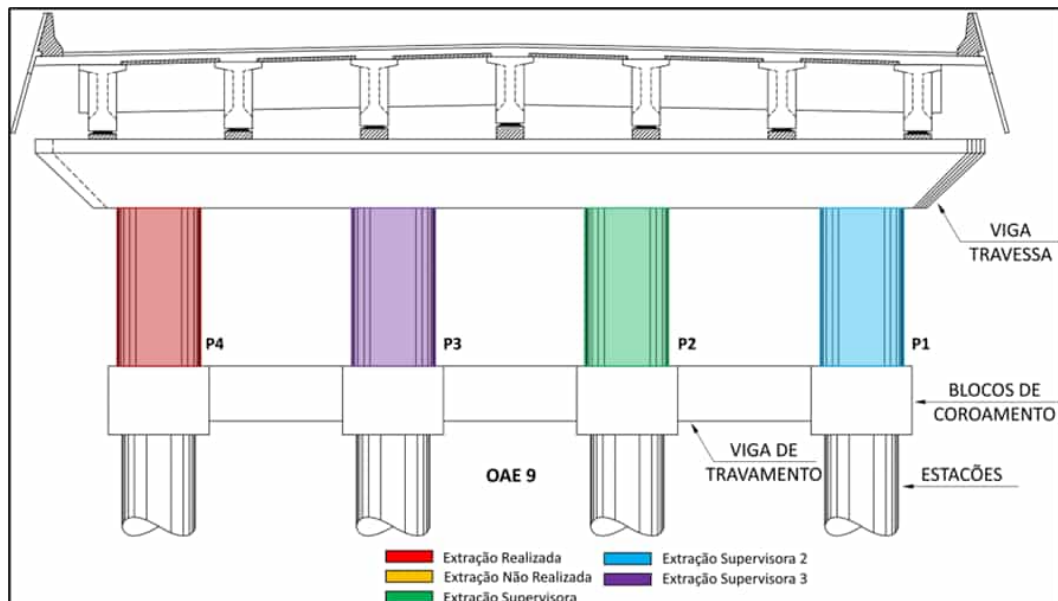 VIGA
TRAVESSA
P4
P3
P2
P1
BLOCOS DE
COROAMENTO
VIGA DE
TRAVAMENTO
ESTACÕES
OAE 9
Extração Realizada
Extração Supervisora 2
Extração Não Realizada
Extração Supervisora 3
Extração Supervisora